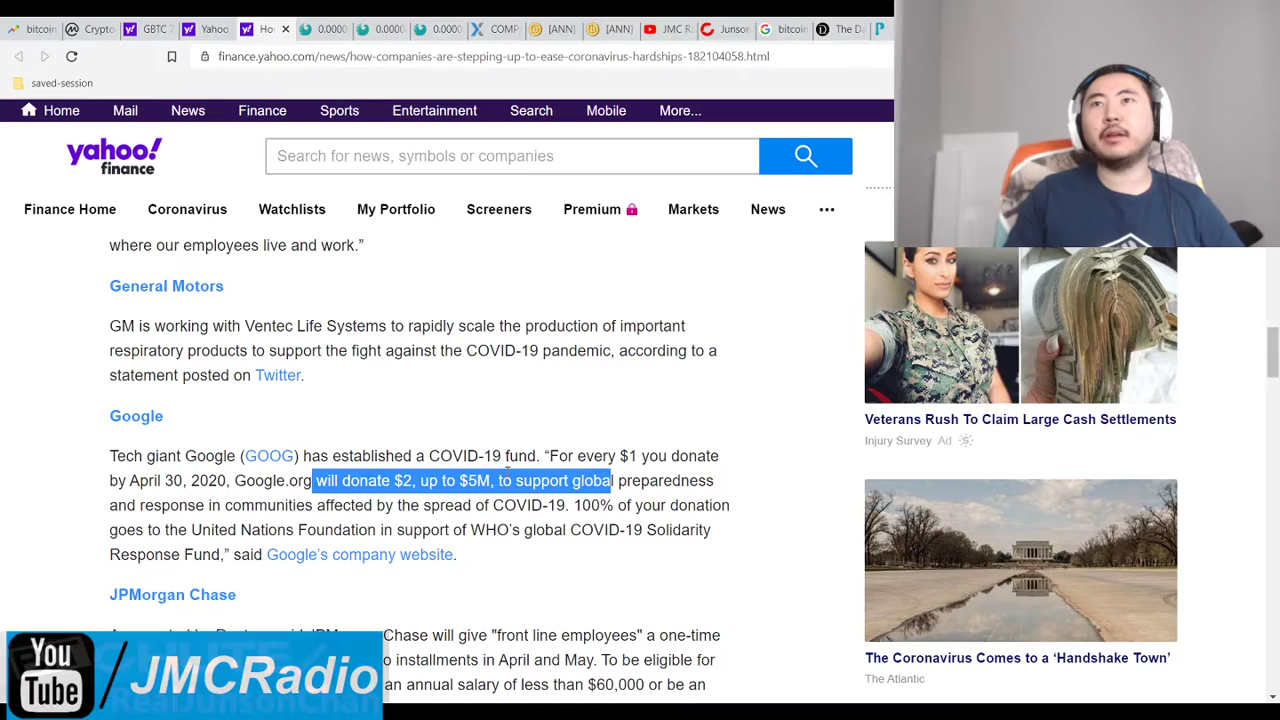 bitcoin
Crypto
GBTC
Yahoo
Ho
0.0000
0.0000
0.0000
COMP
[ANN]
[ANN]
JMC R
Junson
bitcoin
The Da
finance.yahoo.com/news/how-companies-are-stepping-up-to-ease-coronavirus-hardships-182104058.html
saved-session
Home Mail News Finance Sports Entertainment Search Mobile More...
yahoo!
finance
Search for news, symbols or companies
Finance Home Coronavirus Watchlists My Portfolio Screeners Premium Markets News
where our employees live and work.”
General Motors
GM is working with Ventec Life Systems to rapidly scale the production of important
respiratory products to support the fight against the COVID-19 pandemic, according to a
statement posted on Twitter.
Google
Tech giant Google (GOOG) has established a COVID-19 fund. “For every $1 you donate
by April 30, 2020, Google.org will donate $2, up to $5M, to support global preparedness
and response in communities affected by the spread of COVID-19. 100% of your donation
goes to the United Nations Foundation in support of WHO’s global COVID-19 Solidarity
Response Fund,” said Google’s company website.
JPMorgan Chase
Chase will give "front line employees" a one-time
installments in April and May. To be eligible for
an annual salary of less than $60,000 or be an
Veterans Rush To Claim Large Cash Settlements
Injury Survey Ad
The Coronavirus Comes to a ‘Handshake Town’
The Atlantic
You
Tube
/JMCRadio